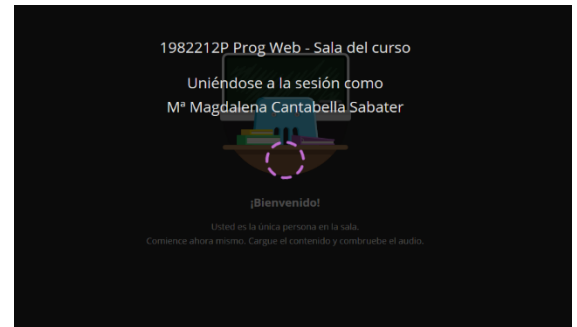 1982212P Prog Web - Sala del curso
Uniéndose a la sesión como
Mª Magdalena Cantabella Sabater
¡Bienvenido!
Usted es la única persona en la sala.
Comience ahora mismo. Cargue el contenido y combruebe el audio.